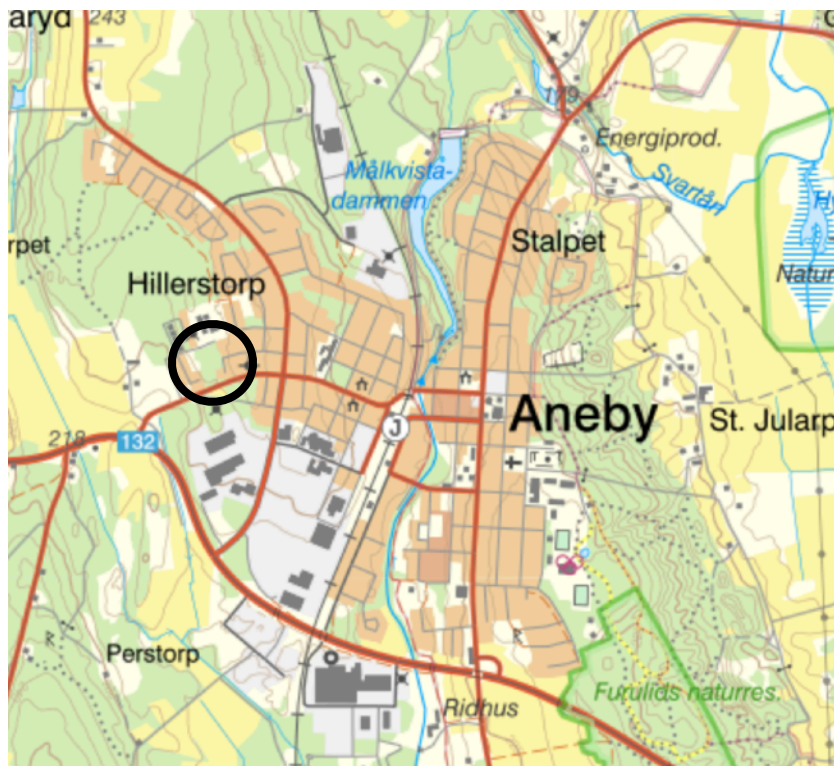 aryd
243
179
Energiprod.
Målkvista-
dammen
Svartån
Stalpet
rpet
Hillerstorp
Natur
Aneby
St. Jularp
J
218
132
Perstorp
Furulids naturres.
Ridhus